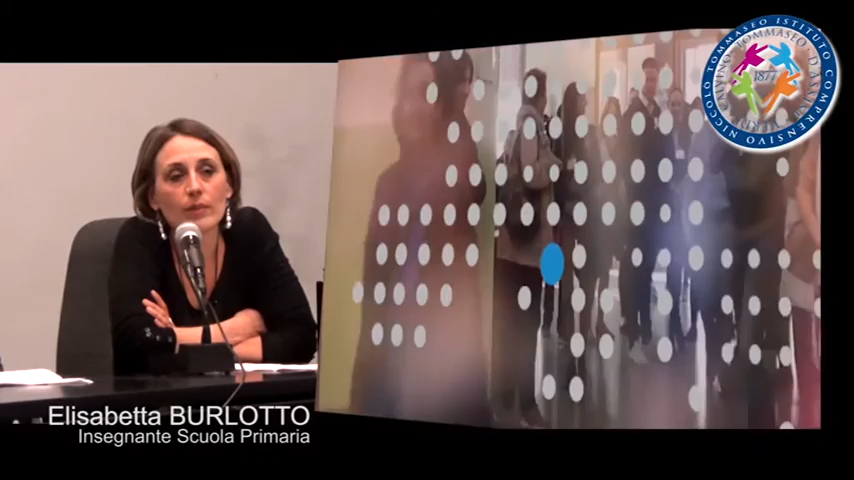 ISTITUTO COMPRENSIVO NICCOLÒ TOMMASEO
1877
Elisabetta BURLOTTO
Insegnante Scuola Primaria